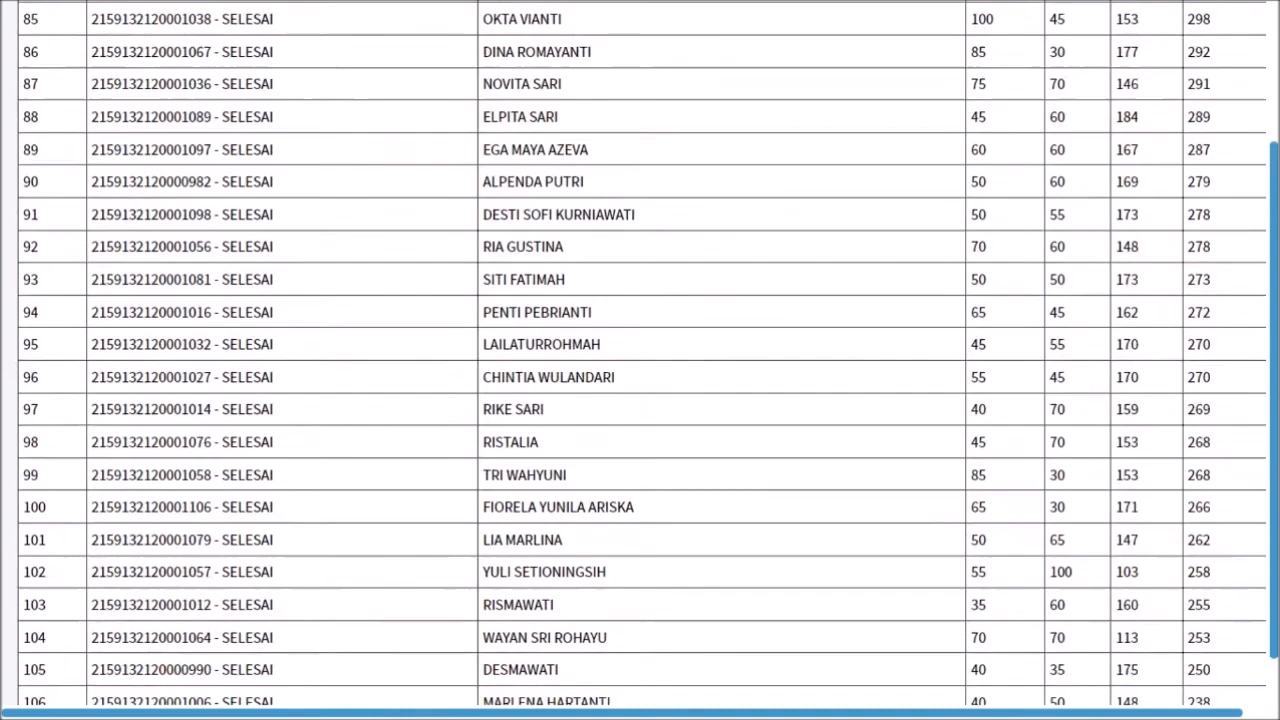 85 2159132120001038 - SELESAI OKTA VIANTI 100 45 153 298
86 2159132120001067 - SELESAI DINA ROMAYANTI 85 30 177 292
87 2159132120001036 - SELESAI NOVITA SARI 75 70 146 291
88 2159132120001089 - SELESAI ELPITA SARI 45 60 184 289
89 2159132120001097 - SELESAI EGA MAYA AZEVA 60 60 167 287
90 2159132120000982 - SELESAI ALPENDA PUTRI 50 60 169 279
91 2159132120001098 - SELESAI DESTI SOFI KURNIAWATI 50 55 173 278
92 2159132120001056 - SELESAI RIA GUSTINA 70 60 148 278
93 2159132120001081 - SELESAI SITI FATIMAH 50 50 173 273
94 2159132120001016 - SELESAI PENTI PEBRIANTI 65 45 162 272
95 2159132120001032 - SELESAI LAILATURROHMAH 45 55 170 270
96 2159132120001027 - SELESAI CHINTIA WULANDARI 55 45 170 270
97 2159132120001014 - SELESAI RIKE SARI 40 70 159 269
98 2159132120001076 - SELESAI RISTALIA 45 70 153 268
99 2159132120001058 - SELESAI TRI WAHYUNI 85 30 153 268
100 2159132120001106 - SELESAI FIORELA YUNILA ARISKA 65 30 171 266
101 2159132120001079 - SELESAI LIA MARLINA 50 65 147 262
102 2159132120001057 - SELESAI YULI SETIONINGSIH 55 100 103 258
103 2159132120001012 - SELESAI RISMAWATI 35 60 160 255
104 2159132120001064 - SELESAI WAYAN SRI ROHAYU 70 70 113 253
105 2159132120000990 - SELESAI DESMAWATI 40 35 175 250
106 2159132120001006 - SELESAI MARLENA HARTANTI 40 50 148 238